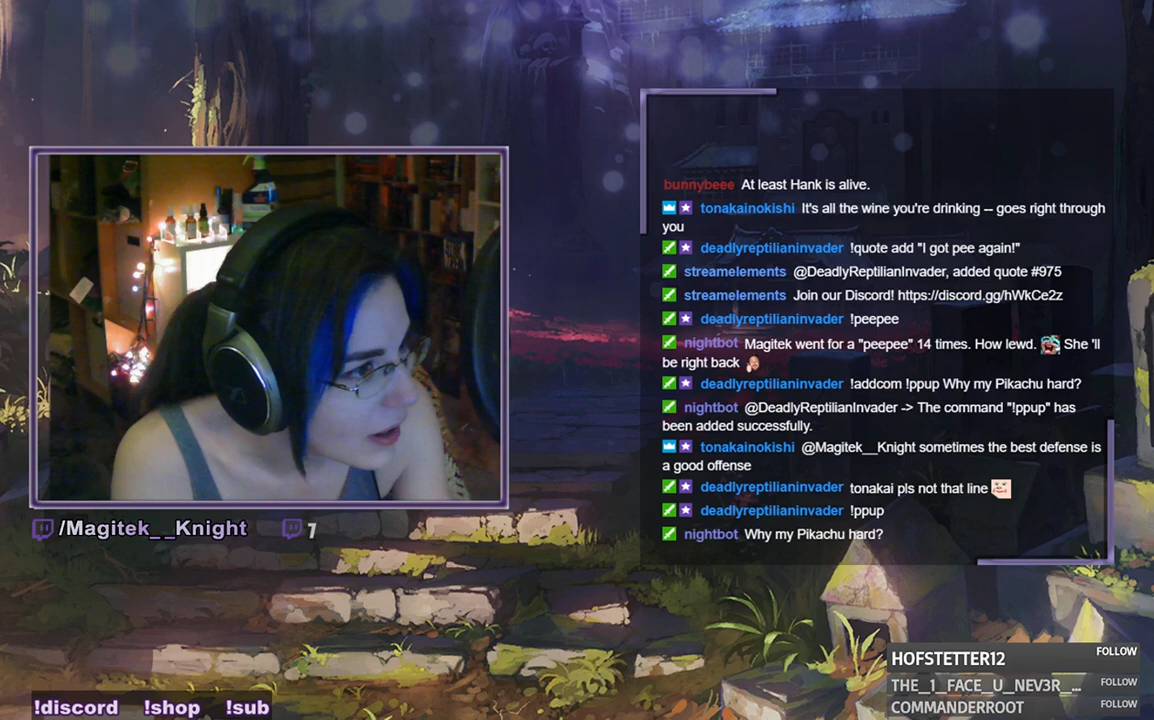 bunnybeee At least Hank is alive.
tonakainokishi It's all the wine you're drinking -- goes right through
you
deadlyreptilianinvader !quote add "I got pee again!"
streamelements @DeadlyReptilianInvader, added quote #975
streamelements Join our Discord! https://discord.gg/hWkCe2z
deadlyreptilianinvader !peepee
nightbot Magitek went for a "peepee" 14 times. How lewd. She 'll
be right back
deadlyreptilianinvader !addcom !ppup Why my Pikachu hard?
nightbot @DeadlyReptilianInvader -> The command "!ppup" has
been added successfully.
tonakainokishi @Magitek__Knight sometimes the best defense is
a good offense
deadlyreptilianinvader tonakai pls not that line
deadlyreptilianinvader !ppup
nightbot Why my Pikachu hard?
/Magitek__Knight 7
HOFSTETTER12 FOLLOW
THE_1_FACE_U_NEV3R_... FOLLOW
COMMANDERROOT FOLLOW
!discord !shop !sub